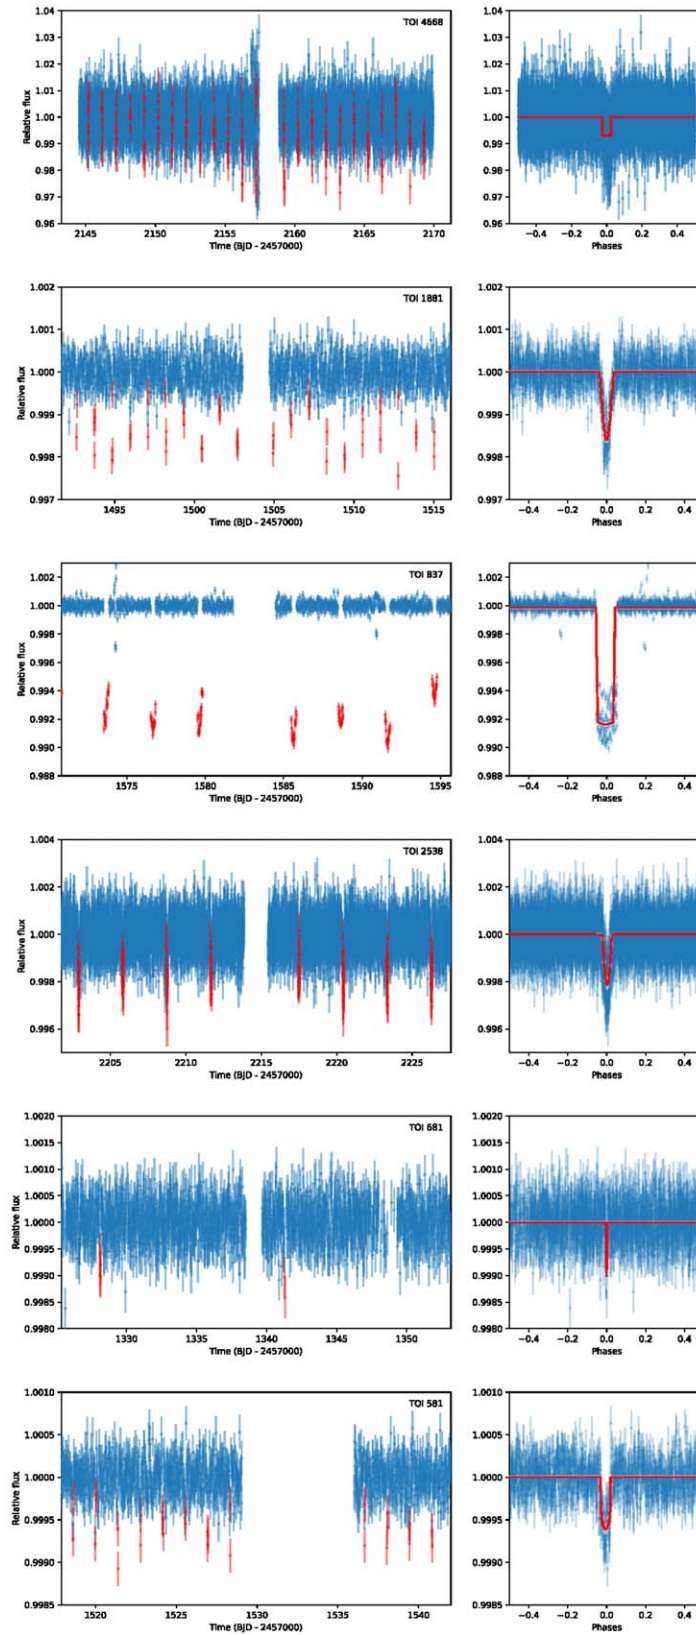 1.04
1.03
1.02
1.01
1.00
0.99
0.98
0.97
0.96
Relative flux
TOI 4668
2145 2150 2155 2160 2165 2170
Time (BJD - 2457000)
1.04
1.03
1.02
1.01
1.00
0.99
0.98
0.97
0.96
−0.4 −0.2 0.0 0.2 0.4
Phases
1.002
1.001
1.000
0.999
0.998
0.997
Relative flux
TOI 1881
1495 1500 1505 1510 1515
Time (BJD - 2457000)
1.002
1.001
1.000
0.999
0.998
0.997
−0.4 −0.2 0.0 0.2 0.4
Phases
1.002
1.000
0.998
0.996
0.994
0.992
0.990
0.988
Relative flux
TOI 837
1575 1580 1585 1590 1595
Time (BJD - 2457000)
1.002
1.000
0.998
0.996
0.994
0.992
0.990
0.988
−0.4 −0.2 0.0 0.2 0.4
Phases
1.004
1.002
1.000
0.998
0.996
Relative flux
TOI 2538
2205 2210 2215 2220 2225
Time (BJD - 2457000)
1.004
1.002
1.000
0.998
0.996
−0.4 −0.2 0.0 0.2 0.4
Phases
1.0020
1.0015
1.0010
1.0005
1.0000
0.9995
0.9990
0.9985
0.9980
Relative flux
TOI 681
1330 1335 1340 1345 1350
Time (BJD - 2457000)
1.0020
1.0015
1.0010
1.0005
1.0000
0.9995
0.9990
0.9985
0.9980
−0.4 −0.2 0.0 0.2 0.4
Phases
1.0010
1.0005
1.0000
0.9995
0.9990
0.9985
Relative flux
TOI 581
1520 1525 1530 1535 1540
Time (BJD - 2457000)
1.0010
1.0005
1.0000
0.9995
0.9990
0.9985
−0.4 −0.2 0.0 0.2 0.4
Phases